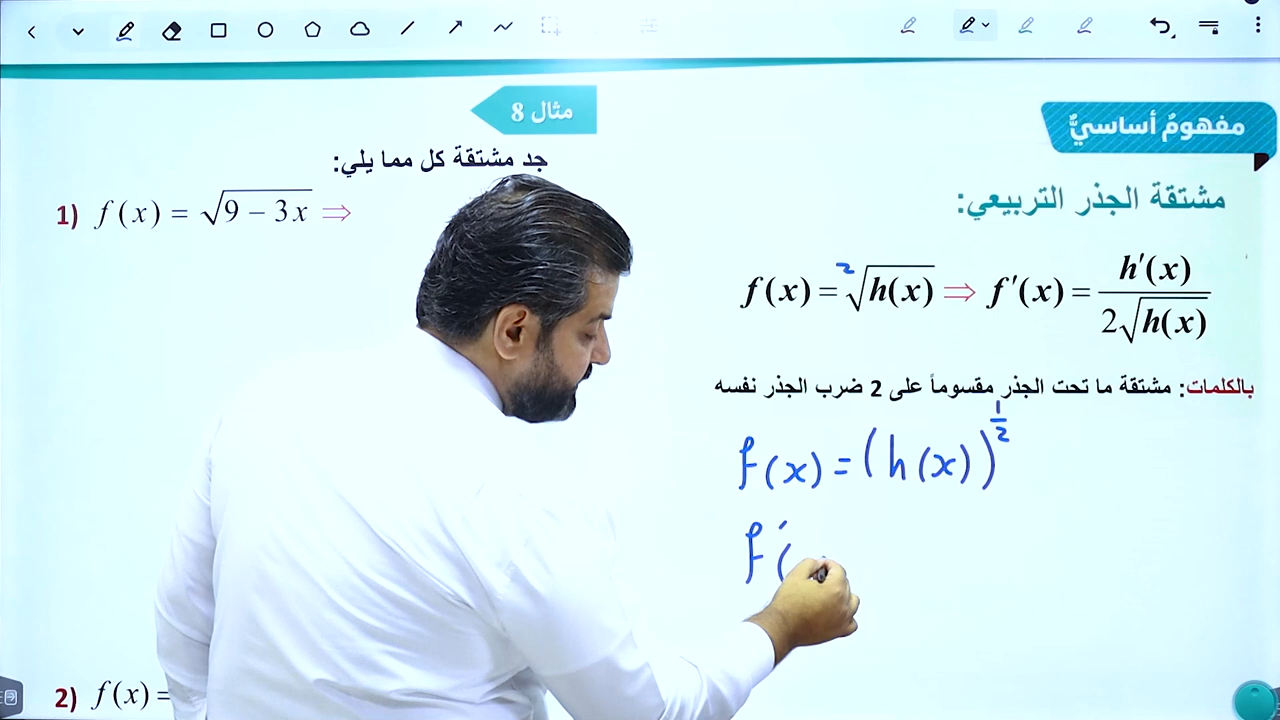 مفهومٌ أساسيٌّ
مشتقة الجذر التربيعي:
f(x) = ²√h(x) ⇒ f′(x) = h′(x) / 2√h(x)
بالكلمات: مشتقة ما تحت الجذر مقسوماً على 2 ضرب الجذر نفسه
f(x) = (h(x))^(1/2)
f′(
مثال 8
جد مشتقة كل مما يلي:
1) f(x) = √(9 − 3x) ⇒
2) f(x) =